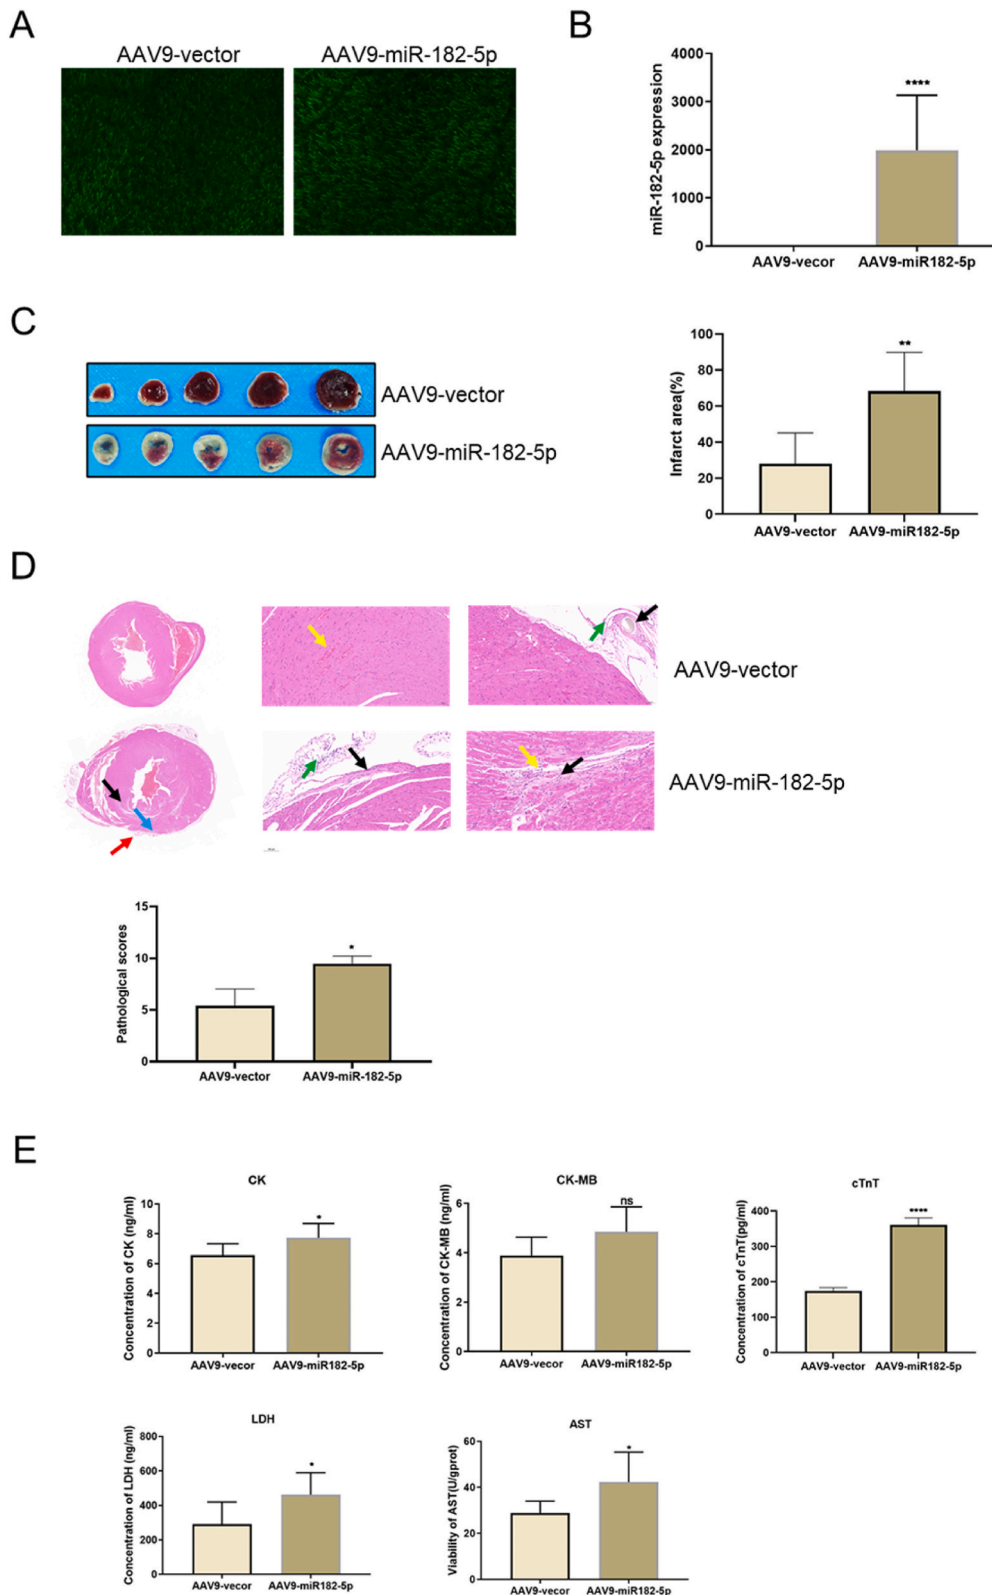 A
AAV9-vector
AAV9-miR-182-5p
B
miR-182-5p expression
4000
3000
2000
1000
0
****
AAV9-vecor
AAV9-miR182-5p
C
AAV9-vector
AAV9-miR-182-5p
Infarct area(%)
100
80
60
40
20
0
**
AAV9-vector
AAV9-miR182-5p
D
AAV9-vector
AAV9-miR-182-5p
Pathological scores
15
10
5
0
*
AAV9-vector
AAV9-miR-182-5p
E
CK
Concentration of CK (ng/ml)
10
8
6
4
2
0
*
AAV9-vecor
AAV9-miR182-5p
CK-MB
Concentration of CK-MB (ng/ml)
6
4
2
0
ns
AAV9-vecor
AAV9-miR182-5p
cTnT
Concentration of cTnT(pg/ml)
400
300
200
100
0
****
AAV9-vector
AAV9-miR182-5p
LDH
Concentration of LDH (ng/ml)
800
600
400
200
0
*
AAV9-vecor
AAV9-miR182-5p
AST
Viability of AST(U/gprot)
60
40
20
0
*
AAV9-vecor
AAV9-miR182-5p